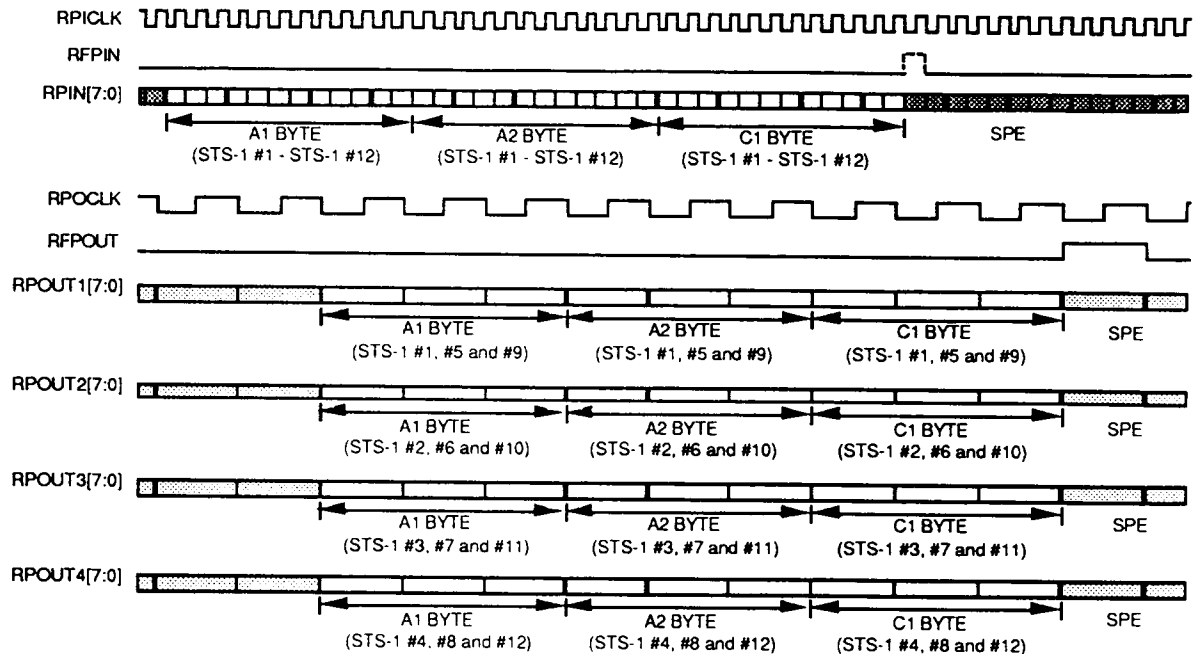 RPICLK
RFPIN
RPIN[7:0]
A1 BYTE
(STS-1 #1 - STS-1 #12)
A2 BYTE
(STS-1 #1 - STS-1 #12)
C1 BYTE
(STS-1 #1 - STS-1 #12)
SPE
RPOCLK
RFPOUT
RPOUT1[7:0]
A1 BYTE
(STS-1 #1, #5 and #9)
A2 BYTE
(STS-1 #1, #5 and #9)
C1 BYTE
(STS-1 #1, #5 and #9)
SPE
RPOUT2[7:0]
A1 BYTE
(STS-1 #2, #6 and #10)
A2 BYTE
(STS-1 #2, #6 and #10)
C1 BYTE
(STS-1 #2, #6 and #10)
SPE
RPOUT3[7:0]
A1 BYTE
(STS-1 #3, #7 and #11)
A2 BYTE
(STS-1 #3, #7 and #11)
C1 BYTE
(STS-1 #3, #7 and #11)
SPE
RPOUT4[7:0]
A1 BYTE
(STS-1 #4, #8 and #12)
A2 BYTE
(STS-1 #4, #8 and #12)
C1 BYTE
(STS-1 #4, #8 and #12)
SPE